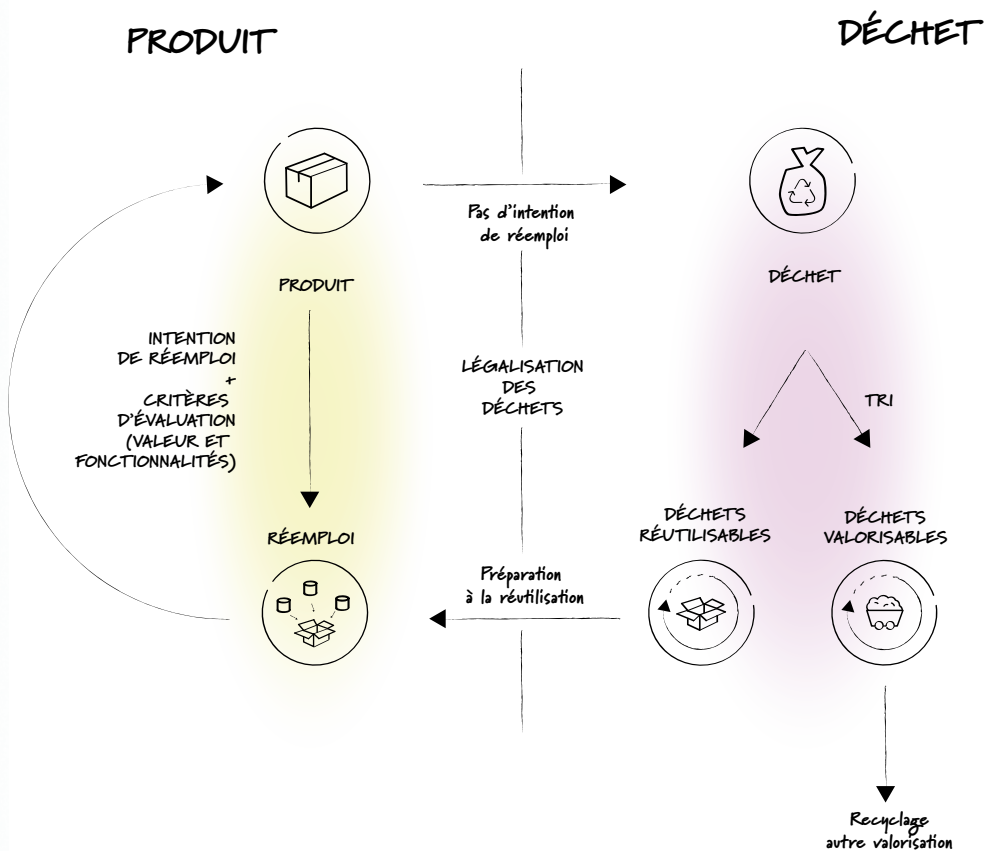 PRODUIT
DÉCHET
Pas d'intention
de réemploi
PRODUIT
DÉCHET
INTENTION
DE RÉEMPLOI
+
CRITÈRES
D'ÉVALUATION
(VALEUR ET
FONCTIONNALITÉS)
LÉGALISATION
DES
DÉCHETS
TRI
RÉEMPLOI
DÉCHETS
RÉUTILISABLES
DÉCHETS
VALORISABLES
Préparation
à la réutilisation
Recyclage
autre valorisation